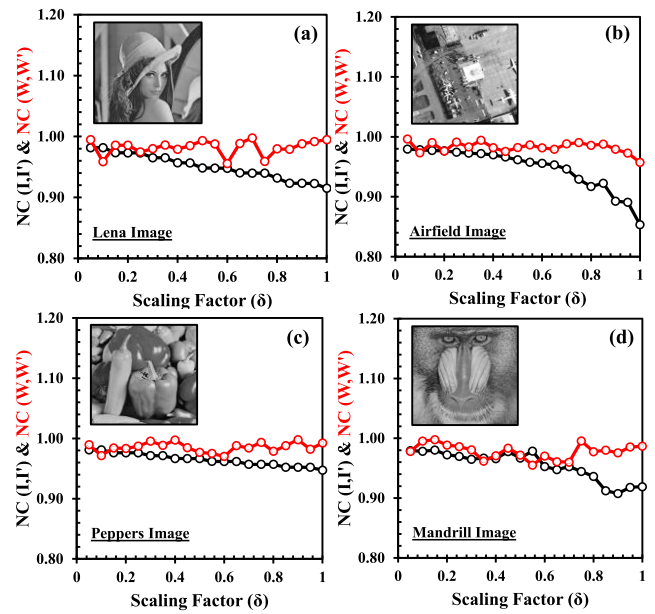 1.20
1.10
1.00
0.90
0.80
NC (I,I') & NC (W,W')
(a)
Lena Image
0 0.2 0.4 0.6 0.8 1
Scaling Factor (δ)
1.20
1.10
1.00
0.90
0.80
NC (I,I') & NC (W,W')
(b)
Airfield Image
0 0.2 0.4 0.6 0.8 1
Scaling Factor (δ)
1.20
1.10
1.00
0.90
0.80
NC (I,I') & NC (W,W')
(c)
Peppers Image
0 0.2 0.4 0.6 0.8 1
Scaling Factor (δ)
1.20
1.10
1.00
0.90
0.80
NC (I,I') & NC (W,W')
(d)
Mandrill Image
0 0.2 0.4 0.6 0.8 1
Scaling Factor (δ)